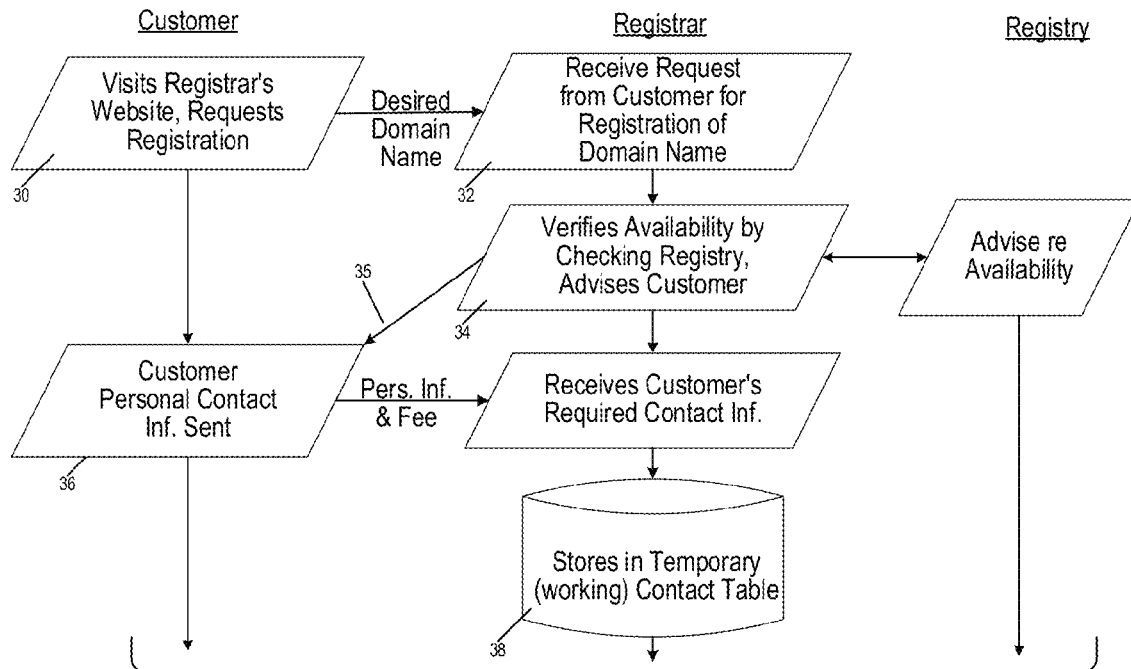 Customer
Registrar
Registry
Visits Registrar's
Website, Requests
Registration
30
Desired
Domain
Name
Receive Request
from Customer for
Registration of
Domain Name
32
Verifies Availability by
Checking Registry,
Advises Customer
34
35
Advise re
Availability
Customer
Personal Contact
Inf. Sent
36
Pers. Inf.
& Fee
Receives Customer's
Required Contact Inf.
Stores in Temporary
(working) Contact Table
38